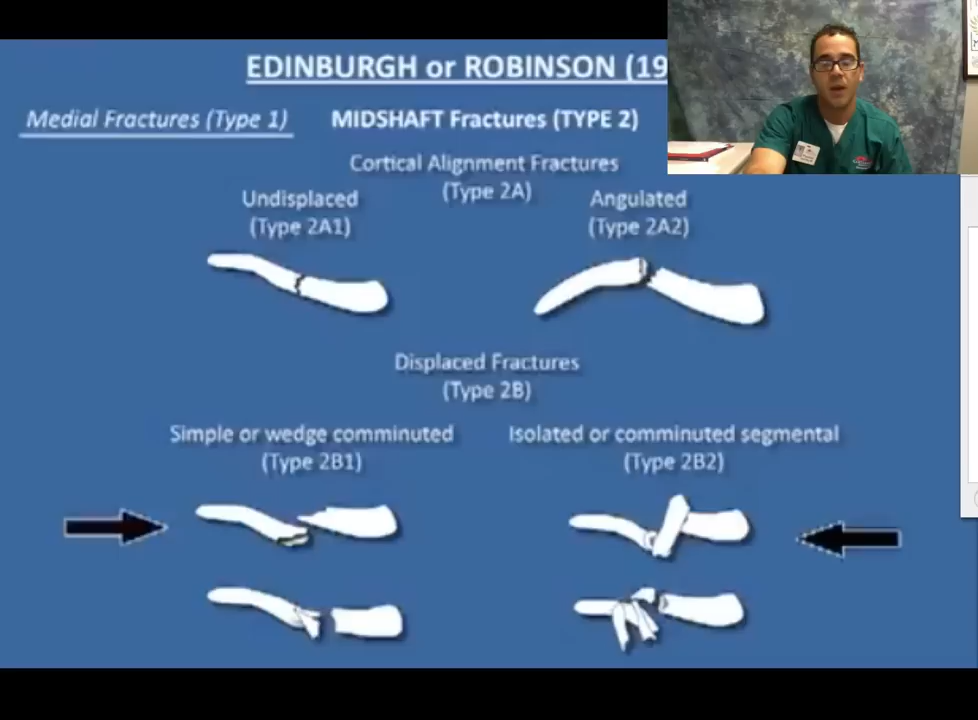 EDINBURGH or ROBINSON (19
Medial Fractures (Type 1)
MIDSHAFT Fractures (TYPE 2)
Cortical Alignment Fractures
(Type 2A)
Undisplaced
(Type 2A1)
Angulated
(Type 2A2)
Displaced Fractures
(Type 2B)
Simple or wedge comminuted
(Type 2B1)
Isolated or comminuted segmental
(Type 2B2)